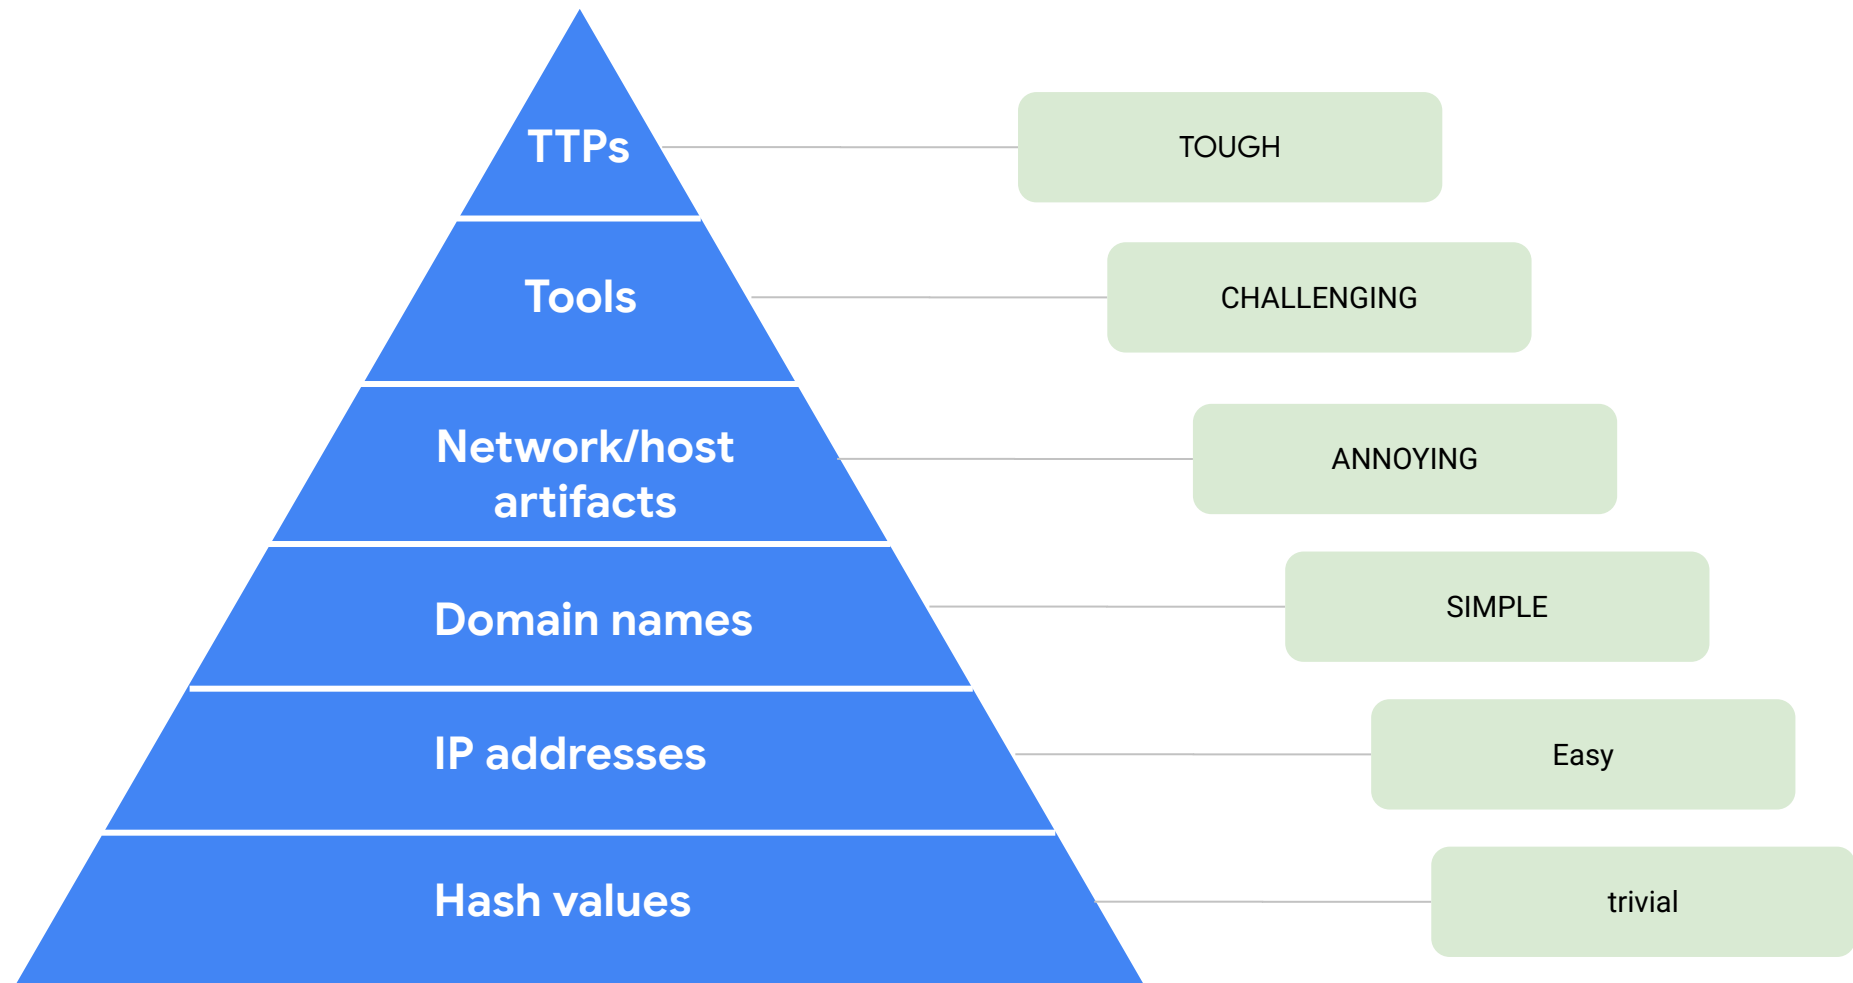 TTPs
TOUGH
Tools
CHALLENGING
Network/host
artifacts
ANNOYING
Domain names
SIMPLE
IP addresses
Easy
Hash values
trivial